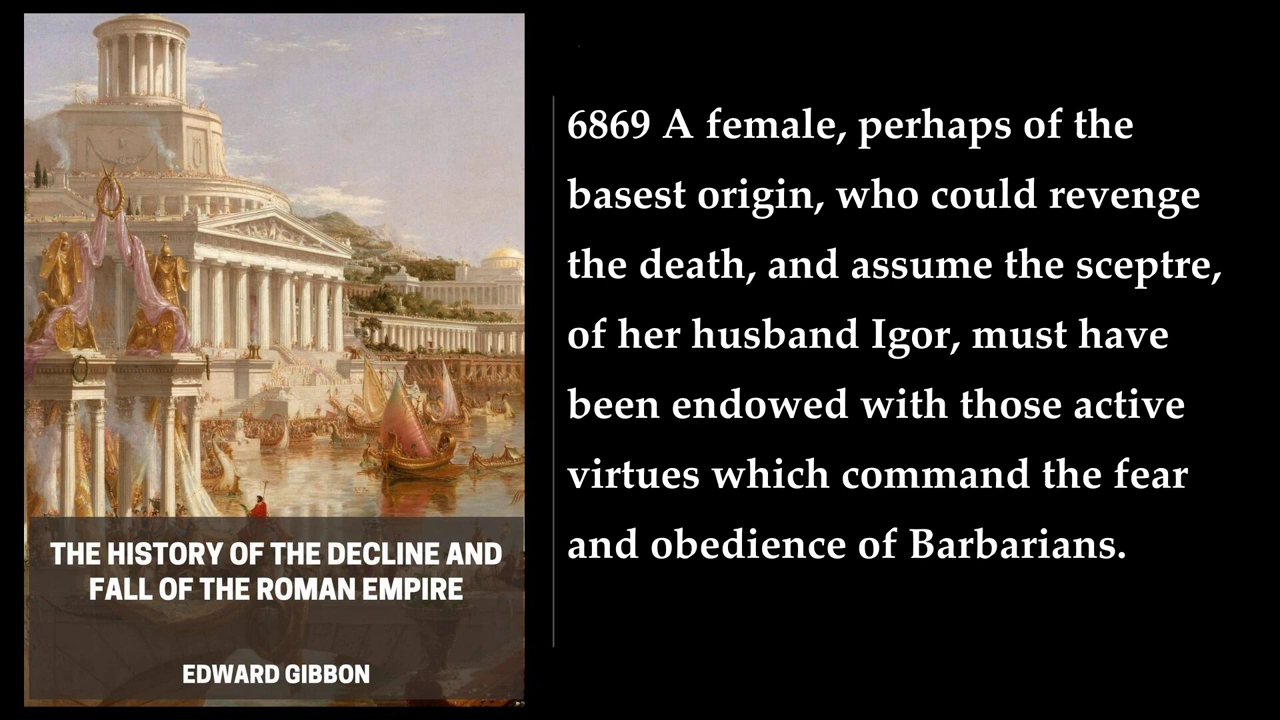 THE HISTORY OF THE DECLINE AND
FALL OF THE ROMAN EMPIRE
EDWARD GIBBON
6869 A female, perhaps of the
basest origin, who could revenge
the death, and assume the sceptre,
of her husband Igor, must have
been endowed with those active
virtues which command the fear
and obedience of Barbarians.